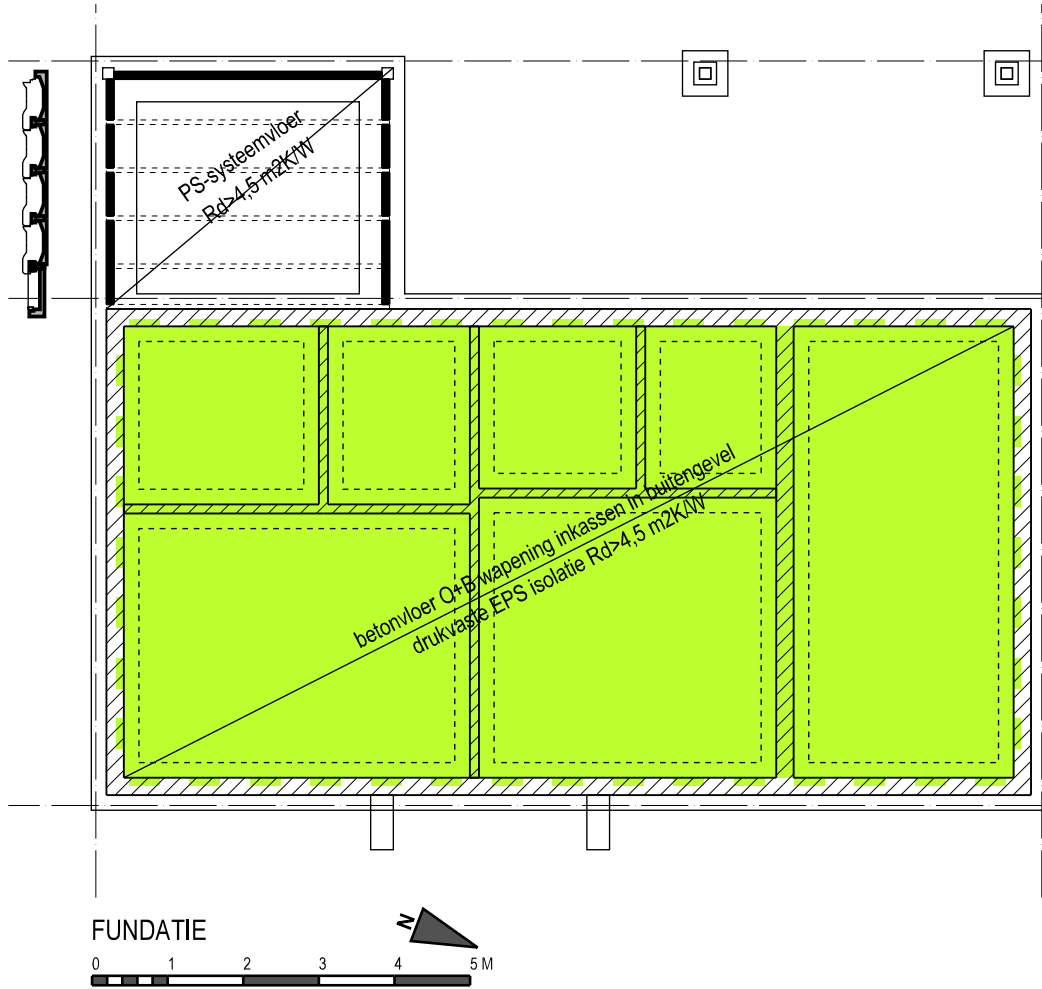 PS-systeemvloer
Rd>4,5 m2K/W
betonvloer O+B wapening inkassen in buitengevel
drukvaste EPS isolatie Rd>4,5 m2K/W
FUNDATIE
N
0 1 2 3 4 5 M